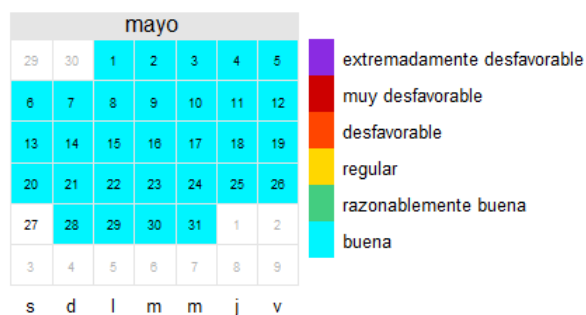 mayo
29 30 1 2 3 4 5
6 7 8 9 10 11 12
13 14 15 16 17 18 19
20 21 22 23 24 25 26
27 28 29 30 31 1 2
3 4 5 6 7 8 9
s d l m m j v
extremadamente desfavorable
muy desfavorable
desfavorable
regular
razonablemente buena
buena